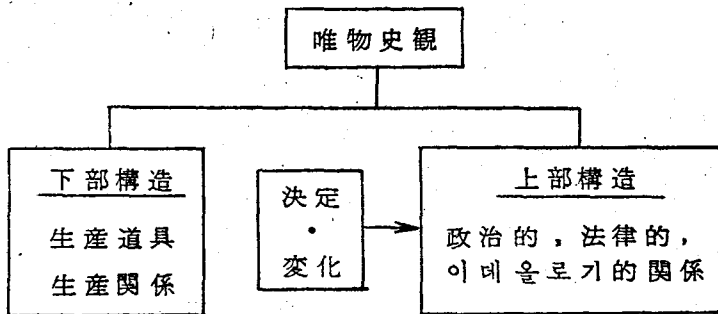 唯物史観
下部構造
生産道具
生産関係
決定
·
変化
上部構造
政治的, 法律的,
이데올로기的関係